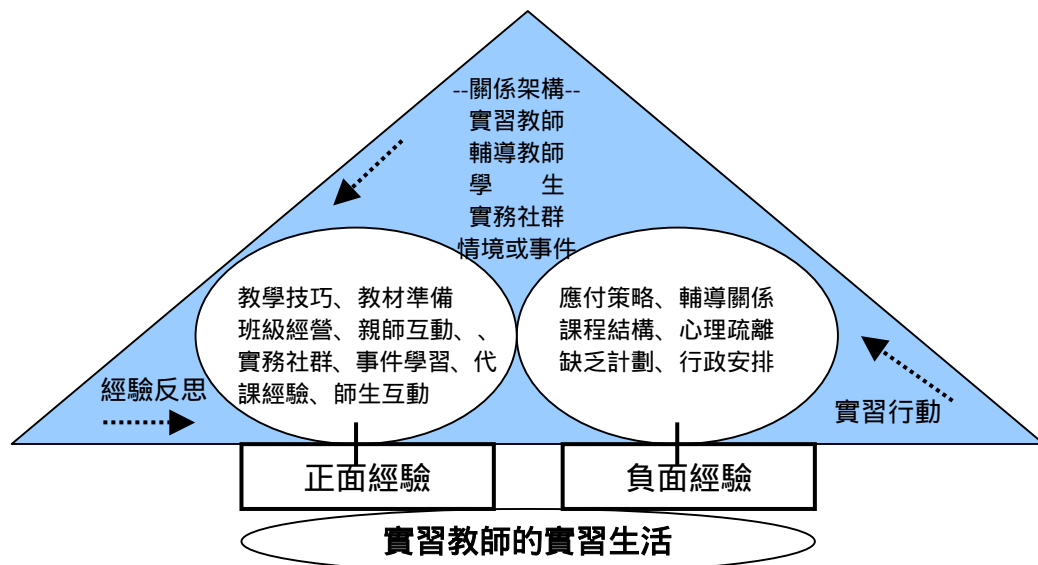 --關係架構--
實習教師
輔導教師
學　　生
實務社群
情境或事件
教學技巧、教材準備
班級經營、親師互動、、
實務社群、事件學習、代
課經驗、師生互動
應付策略、輔導關係
課程結構、心理疏離
缺乏計劃、行政安排
經驗反思
實習行動
正面經驗
負面經驗
實習教師的實習生活